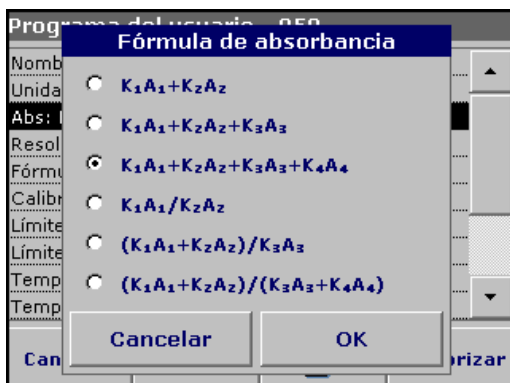 Fórmula de absorbancia
Nomb
K₁A₁+K₂A₂
Unida
Abs:
K₁A₁+K₂A₂+K₃A₃
Resol
K₁A₁+K₂A₂+K₃A₃+K₄A₄
Fórmu
Calibr
K₁A₁/K₂A₂
Límite
Límite
(K₁A₁+K₂A₂)/K₃A₃
Temp
(K₁A₁+K₂A₂)/(K₃A₃+K₄A₄)
Temp
Cancelar OK
Can orizar